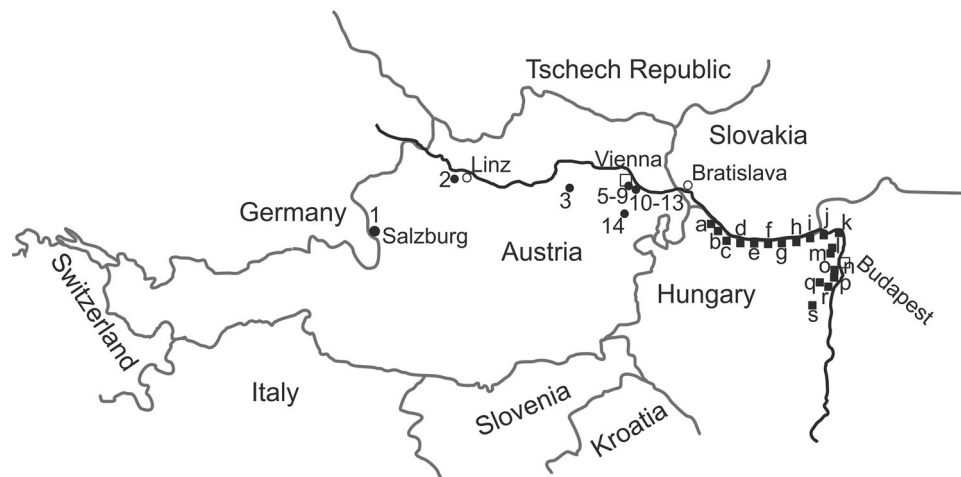 Tschech Republic
Slovakia
Linz
Vienna
Bratislava
2
3
5-9
10-13
14
Germany
1
Salzburg
Austria
Hungary
a
b
c
d
e
f
g
h
i
j
k
l
m
n
o
p
q
r
s
Budapest
Switzerland
Italy
Slovenia
Kroatia